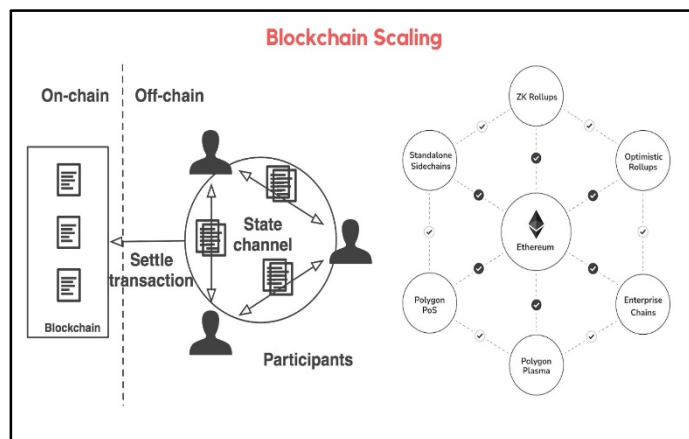 Blockchain Scaling
On-chain
Off-chain
State
channel
Settle
transaction
Blockchain
Participants
ZK Rollups
Standalone
Sidechains
Optimistic
Rollups
Ethereum
Polygon
PoS
Enterprise
Chains
Polygon
Plasma